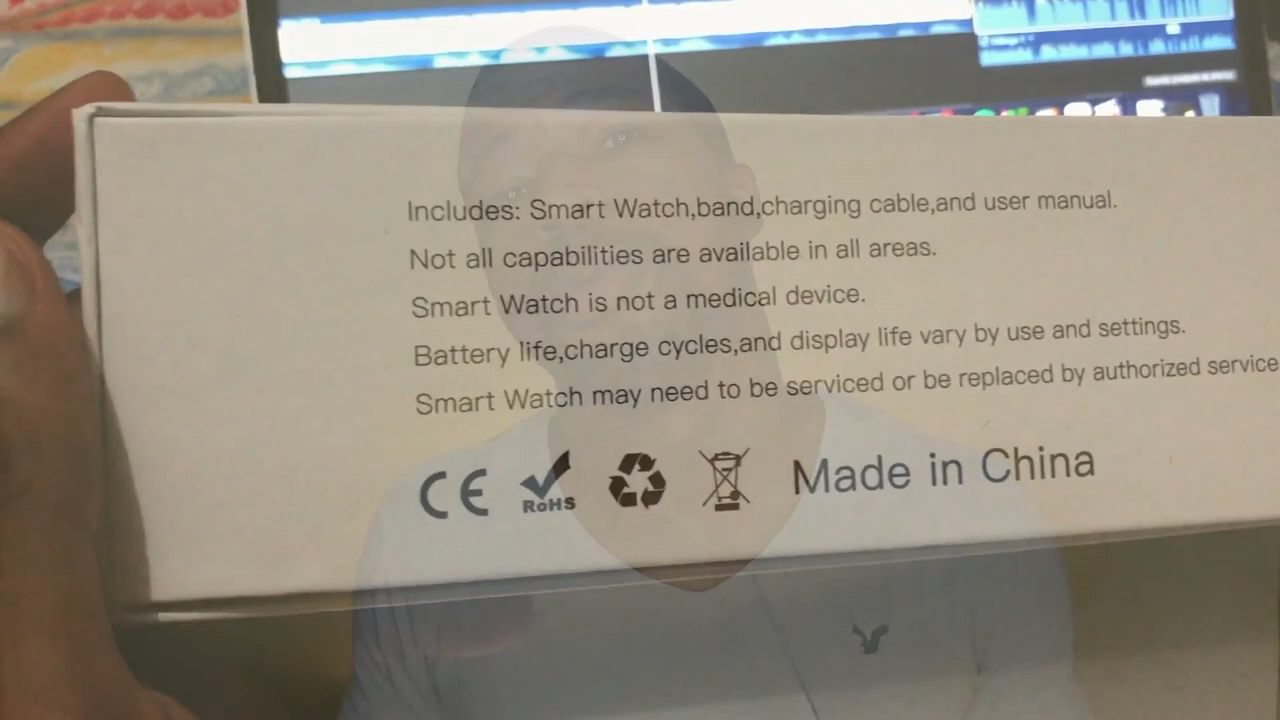 Includes: Smart Watch,band,charging cable,and user manual.
Not all capabilities are available in all areas.
Smart Watch is not a medical device.
Battery life,charge cycles,and display life vary by use and settings.
Smart Watch may need to be serviced or be replaced by authorized service
CE RoHS Made in China